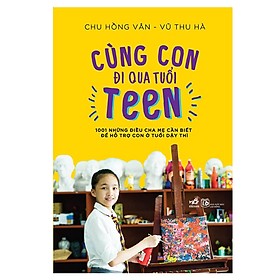 CHU HỒNG VÂN - VŨ THU HÀ
CÙNG CON
ĐI QUA TUỔI
TEEN
1001 NHỮNG ĐIỀU CHA MẸ CẦN BIẾT
ĐỂ HỖ TRỢ CON Ở TUỔI DẬY THÌ